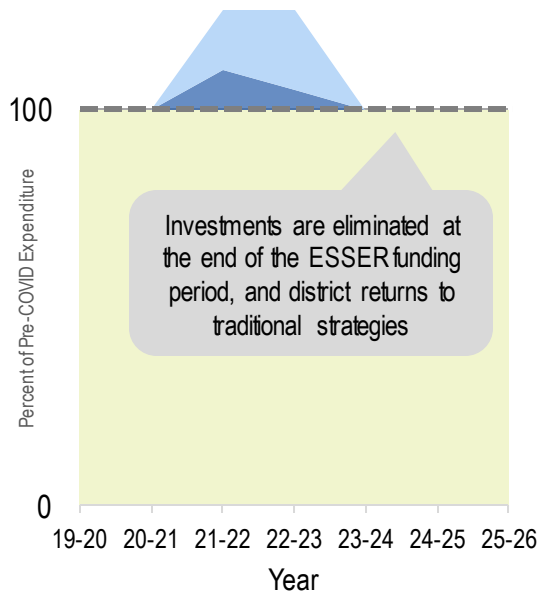 100
Percent of Pre-COVID Expenditure
Investments are eliminated at
the end of the ESSER funding
period, and district returns to
traditional strategies
0
19-20 20-21 21-22 22-23 23-24 24-25 25-26
Year